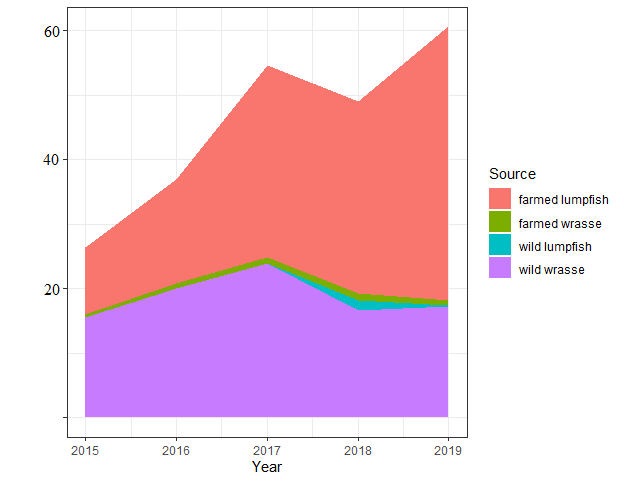 60
40
20
2015 2016 2017 2018 2019
Year
Source
farmed lumpfish
farmed wrasse
wild lumpfish
wild wrasse